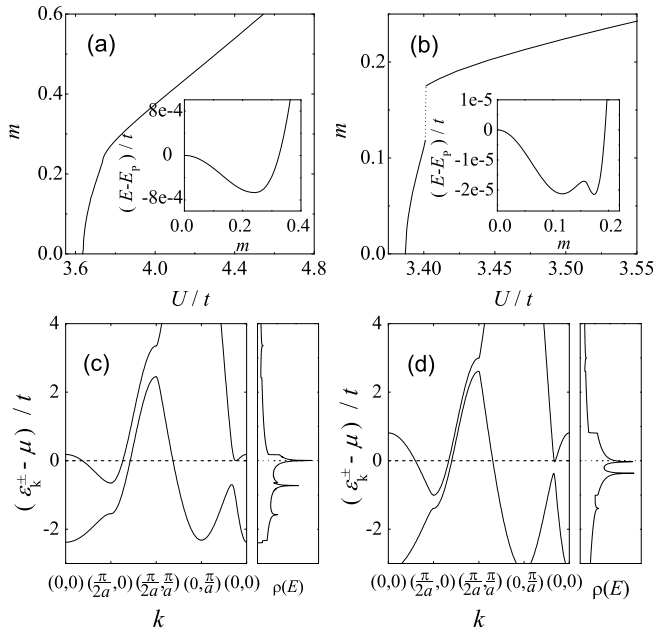 (a)
m
0.6
0.4
0.2
0.0
3.6 4.0 4.4 4.8
U / t
(E-E_P) / t
8e-4
0
-8e-4
0.0 0.2 0.4
m
(b)
m
0.2
0.1
0.0
3.40 3.45 3.50 3.55
U / t
(E-E_P) / t
1e-5
0
-1e-5
-2e-5
0.0 0.1 0.2
m
(c)
(ε_k^± - μ) / t
4
2
0
-2
(0,0) (π/2a,0) (π/2a,π/a) (0,π/a) (0,0)
k
ρ(E)
(d)
(ε_k^± - μ) / t
4
2
0
-2
(0,0) (π/2a,0) (π/2a,π/a) (0,π/a) (0,0)
k
ρ(E)